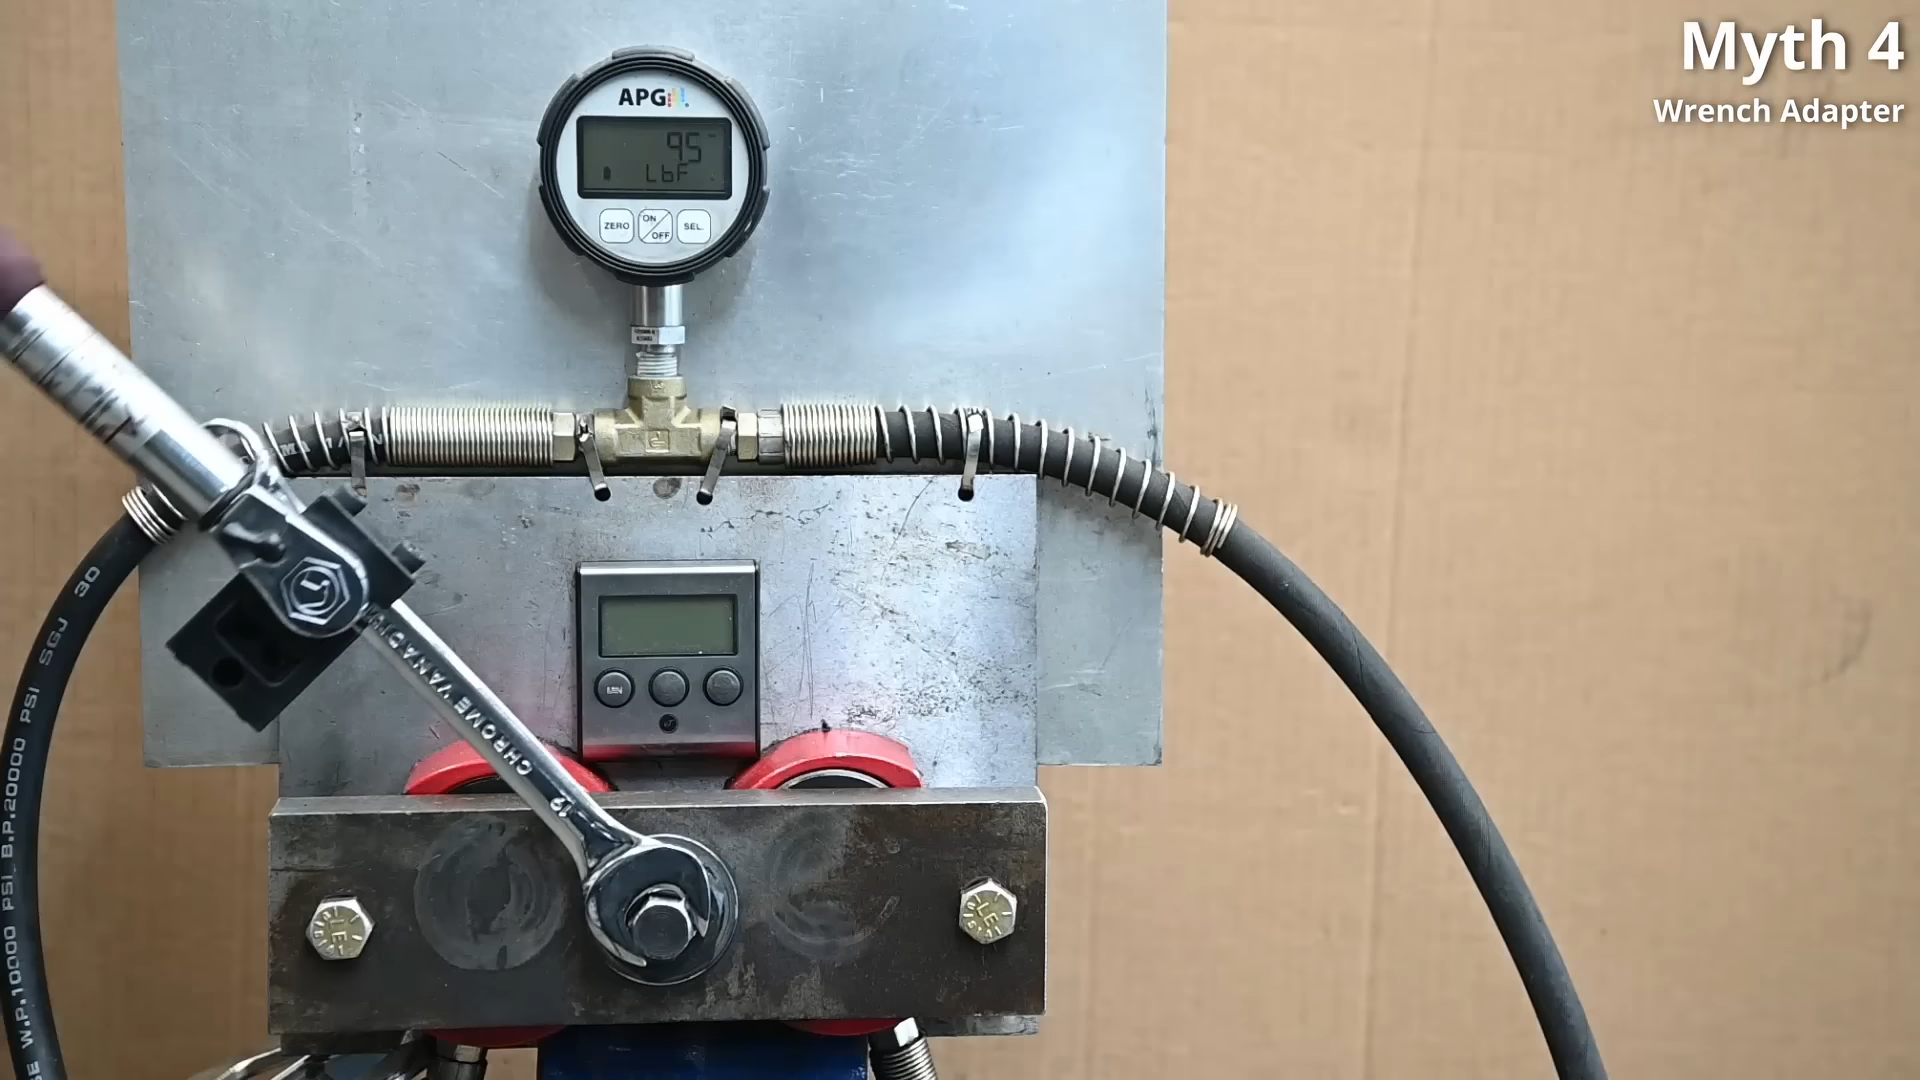 Myth 4
Wrench Adapter
APG
95
LbF
ZERO
ON
OFF
SEL.
CHROME VANADIUM
19
W.P.10000 PSI B.P.20000 PSI SGJ 30